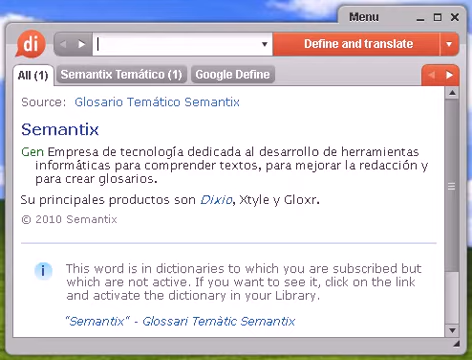 Menu
di
Define and translate
All (1)
Semantix Temático (1)
Google Define
Source: Glosario Temático Semantix
Semantix
Gen Empresa de tecnología dedicada al desarrollo de herramientas
informáticas para comprender textos, para mejorar la redacción y
para crear glosarios.
Su principales productos son Dixio, Xtyle y Gloxr.
© 2010 Semantix
i
This word is in dictionaries to which you are subscribed but
which are not active. If you want to see it, click on the link
and activate the dictionary in your Library.
"Semantix" - Glossari Temàtic Semantix